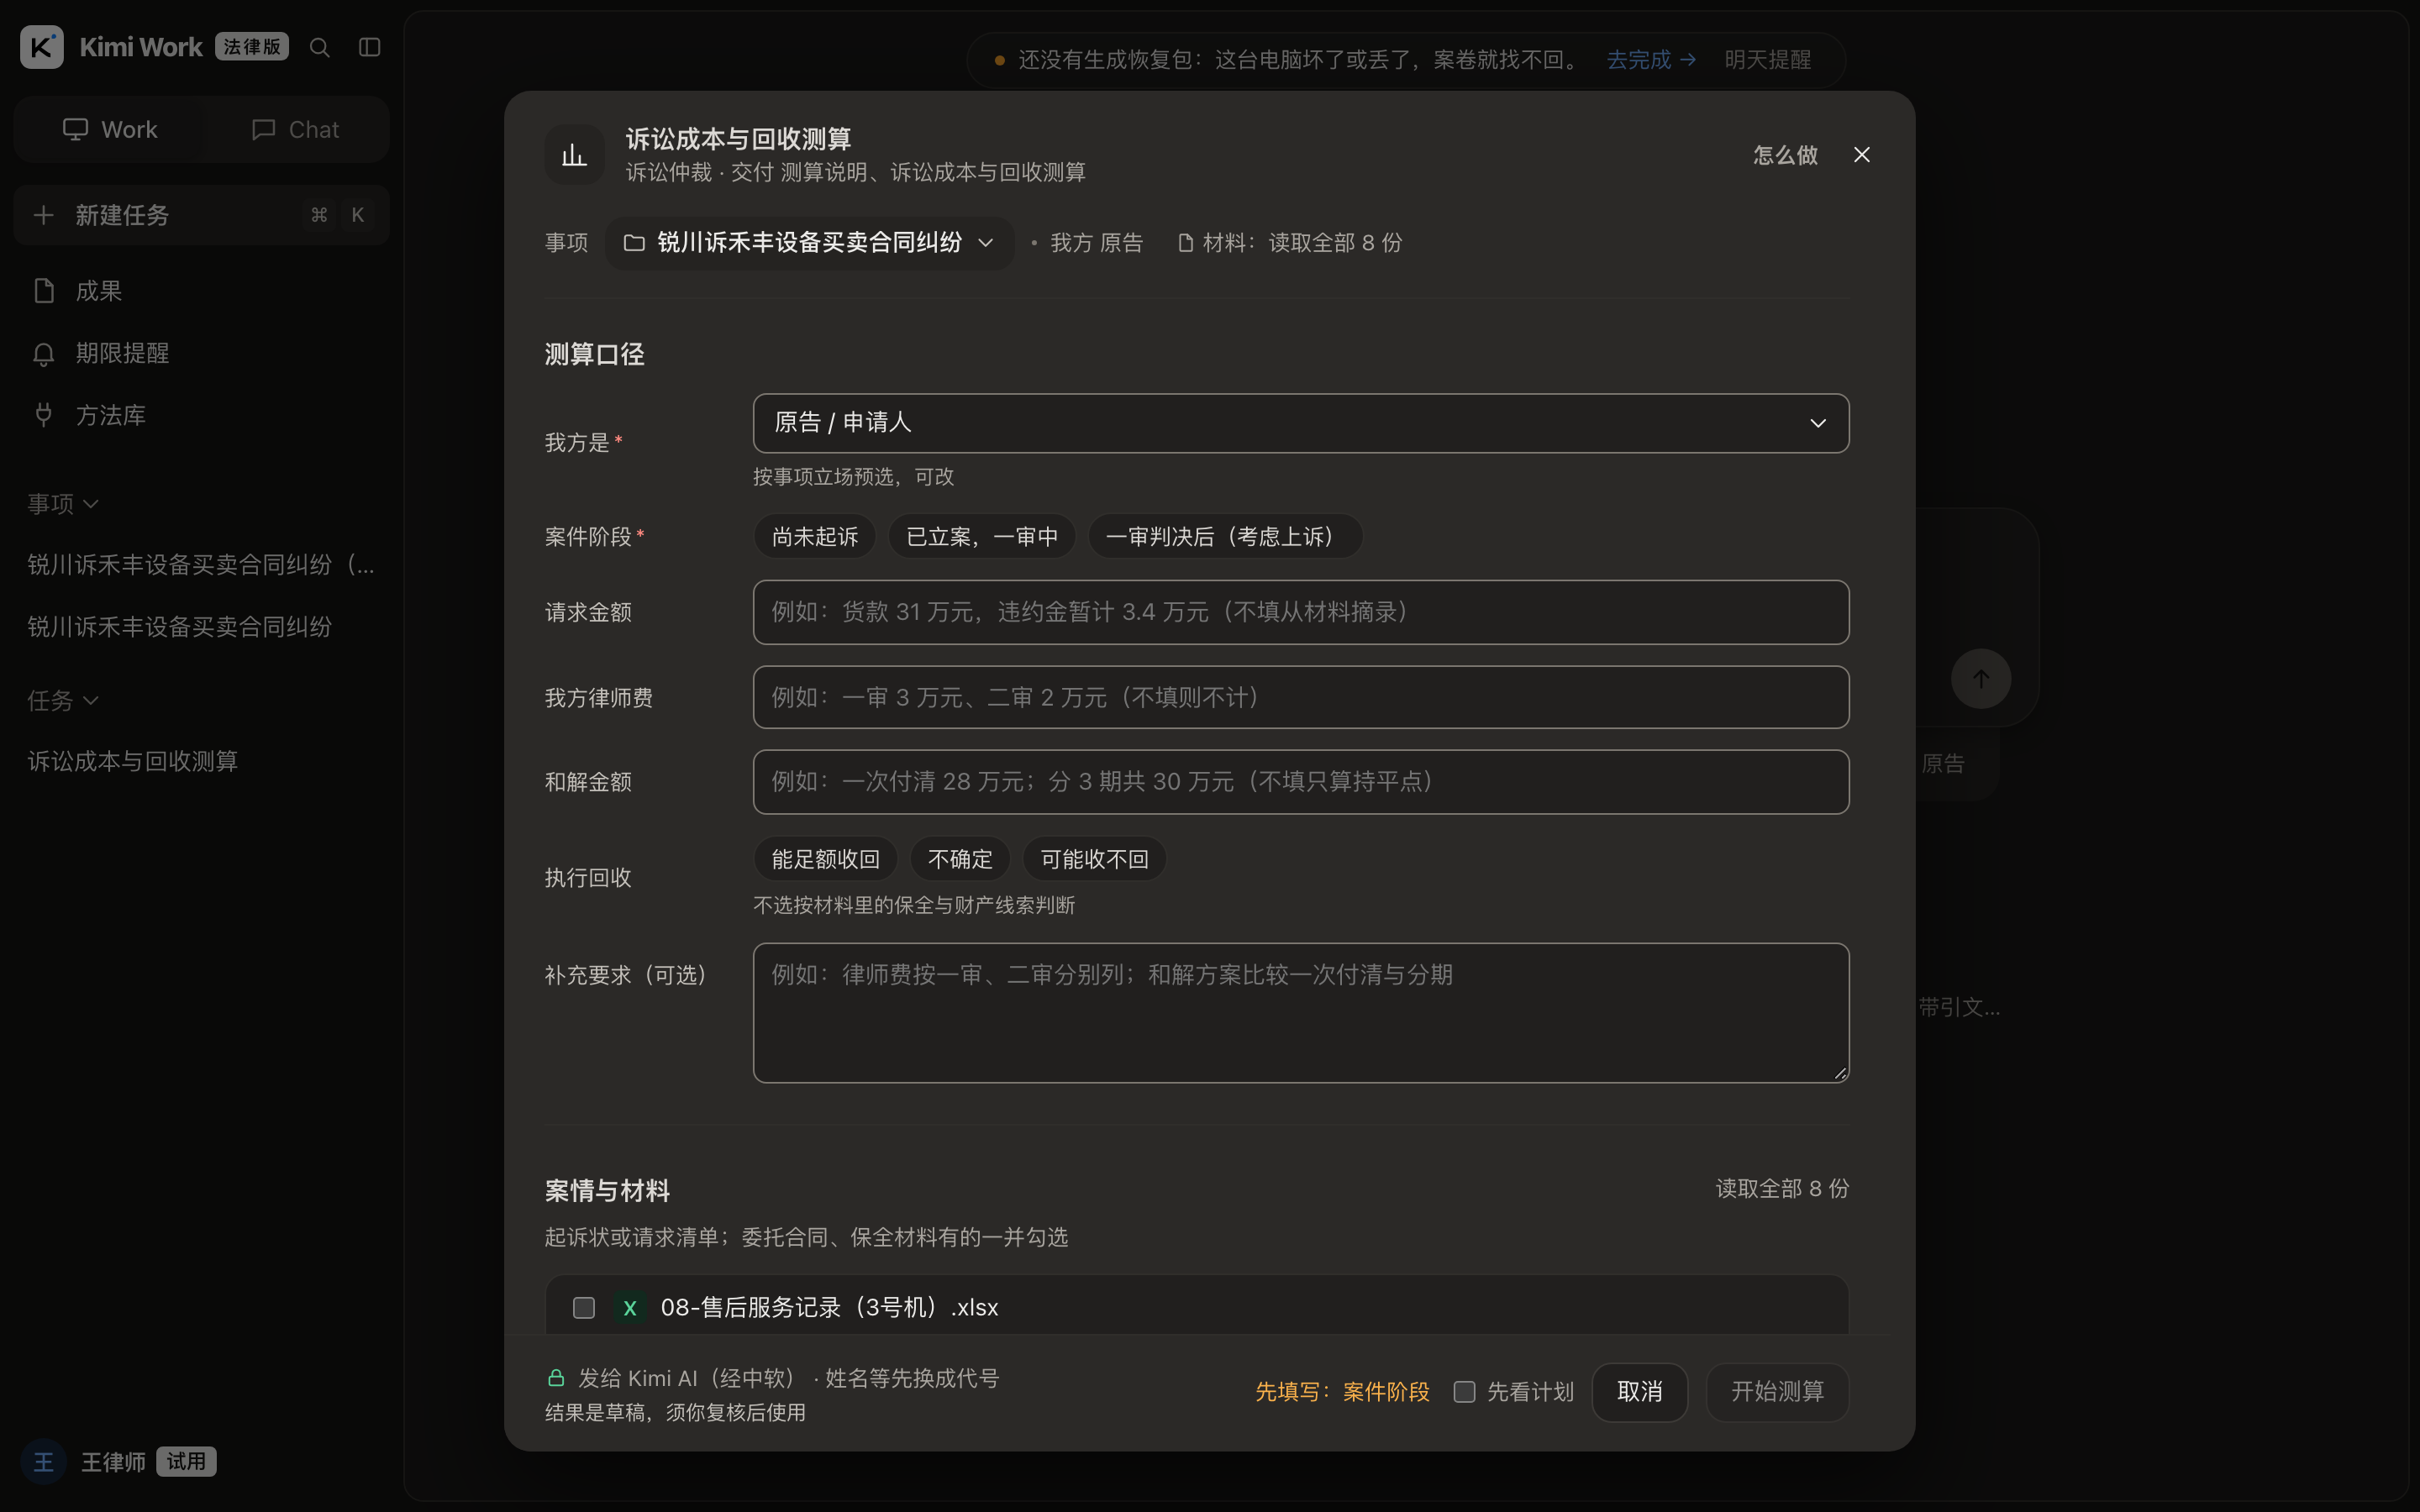 Kimi Work 法律版
Work
Chat
新建任务 ⌘ K
成果
期限提醒
方法库
事项
锐川诉禾丰设备买卖合同纠纷（...
锐川诉禾丰设备买卖合同纠纷
任务
诉讼成本与回收测算
王 王律师 试用
还没有生成恢复包：这台电脑坏了或丢了，案卷就找不回。 去完成 → 明天提醒
诉讼成本与回收测算
诉讼仲裁 · 交付 测算说明、诉讼成本与回收测算
怎么做
事项 锐川诉禾丰设备买卖合同纠纷 • 我方 原告 材料：读取全部 8 份
测算口径
我方是* 原告 / 申请人
按事项立场预选，可改
案件阶段* 尚未起诉 已立案，一审中 一审判决后（考虑上诉）
请求金额 例如：货款 31 万元，违约金暂计 3.4 万元（不填从材料摘录）
我方律师费 例如：一审 3 万元、二审 2 万元（不填则不计）
和解金额 例如：一次付清 28 万元；分 3 期共 30 万元（不填只算持平点）
执行回收 能足额收回 不确定 可能收不回
不选按材料里的保全与财产线索判断
补充要求（可选） 例如：律师费按一审、二审分别列；和解方案比较一次付清与分期
案情与材料 读取全部 8 份
起诉状或请求清单；委托合同、保全材料有的一并勾选
X 08-售后服务记录（3号机）.xlsx
发给 Kimi AI（经中软） · 姓名等先换成代号
结果是草稿，须你复核后使用
先填写：案件阶段 先看计划 取消 开始测算
原告
带引文...